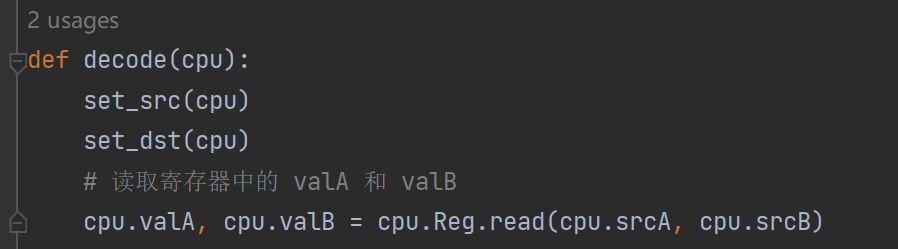 2 usages
def decode(cpu):
    set_src(cpu)
    set_dst(cpu)
    # 读取寄存器中的 valA 和 valB
    cpu.valA, cpu.valB = cpu.Reg.read(cpu.srcA, cpu.srcB)